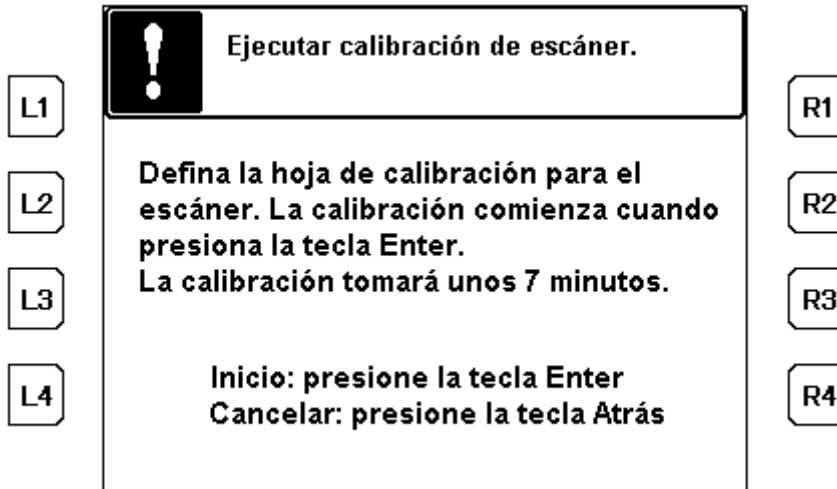 Ejecutar calibración de escáner.
L1
R1
Defina la hoja de calibración para el
L2
escáner. La calibración comienza cuando
R2
presiona la tecla Enter.
La calibración tomará unos 7 minutos.
L3
R3
Inicio: presione la tecla Enter
L4
R4
Cancelar: presione la tecla Atrás